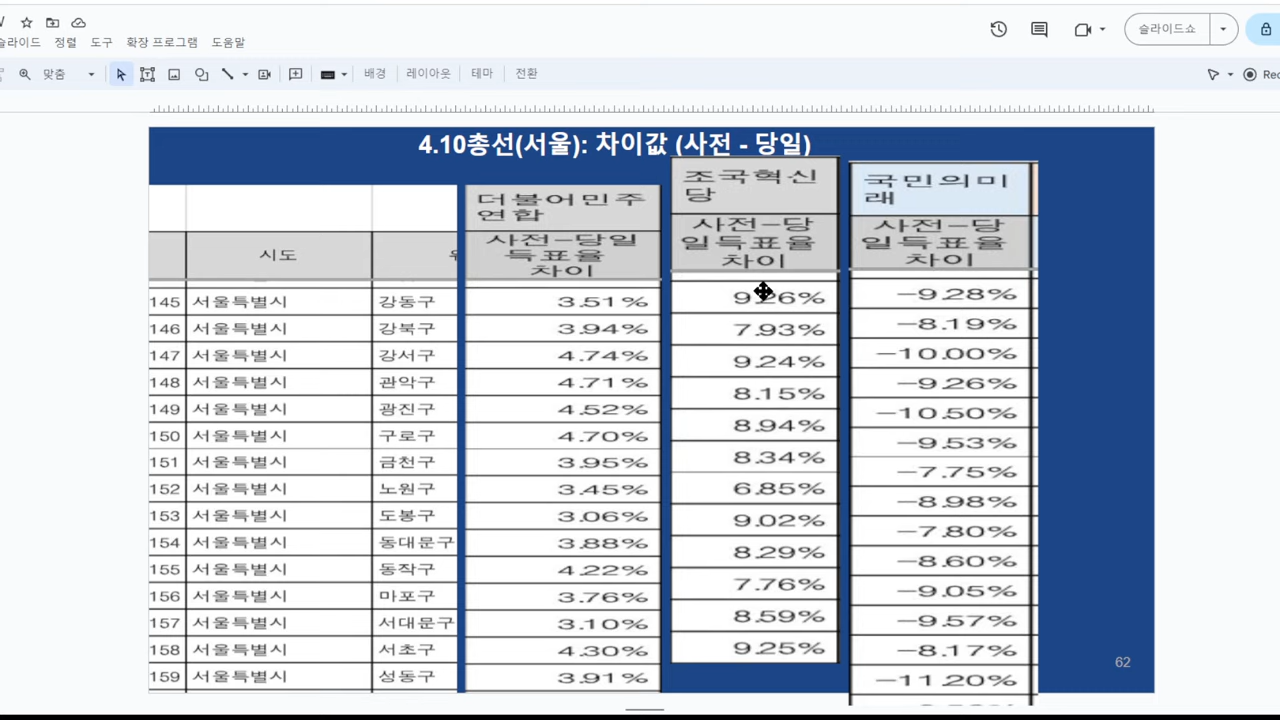 슬라이드 정렬 도구 확장 프로그램 도움말
슬라이드쇼
맞춤 배경 레이아웃 테마 전환
Rec
4.10총선(서울): 차이값 (사전 - 당일)
시도
더불어민주
연합
사전-당일
득표율
차이
조국혁신
당
사전-당
일득표율
차이
국민의미
래
사전-당
일득표율
차이
145 서울특별시 강동구 3.51% 9.26% -9.28%
146 서울특별시 강북구 3.94% 7.93% -8.19%
147 서울특별시 강서구 4.74% 9.24% -10.00%
148 서울특별시 관악구 4.71% 8.15% -9.26%
149 서울특별시 광진구 4.52% 8.94% -10.50%
150 서울특별시 구로구 4.70% 8.34% -9.53%
151 서울특별시 금천구 3.95% 6.85% -7.75%
152 서울특별시 노원구 3.45% 9.02% -8.98%
153 서울특별시 도봉구 3.06% 8.29% -7.80%
154 서울특별시 동대문구 3.88% 7.76% -8.60%
155 서울특별시 동작구 4.22% 8.59% -9.05%
156 서울특별시 마포구 3.76% 9.25% -9.57%
157 서울특별시 서대문구 3.10% -8.17%
158 서울특별시 서초구 4.30% -11.20%
159 서울특별시 성동구 3.91%
62